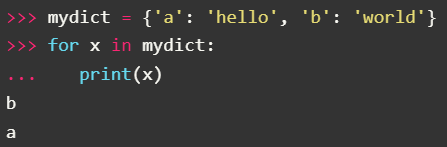 >>> mydict = {'a': 'hello', 'b': 'world'}
>>> for x in mydict:
...    print(x)
b
a